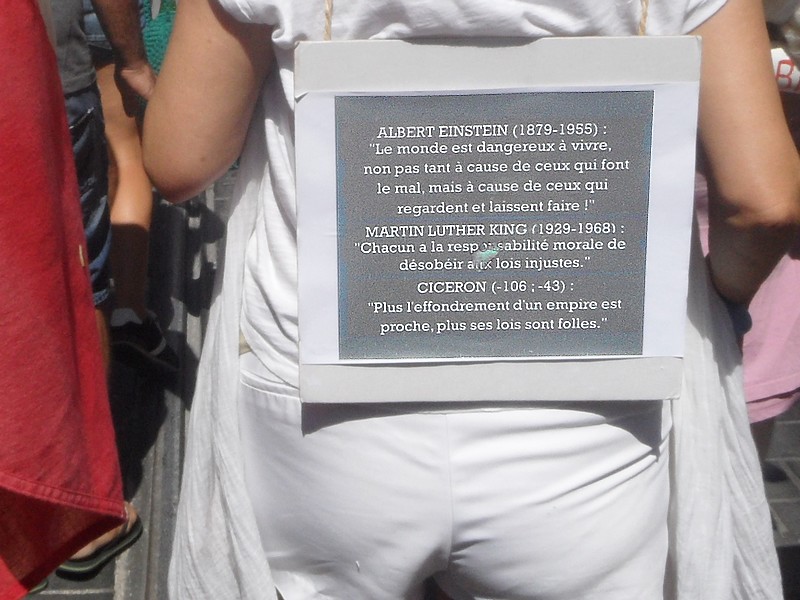 ALBERT EINSTEIN (1879-1955) :
"Le monde est dangereux à vivre,
non pas tant à cause de ceux qui font
le mal, mais à cause de ceux qui
regardent et laissent faire !"
MARTIN LUTHER KING (1929-1968) :
"Chacun a la responsabilité morale de
désobéir aux lois injustes."
CICERON (-106 ; -43) :
"Plus l'effondrement d'un empire est
proche, plus ses lois sont folles."